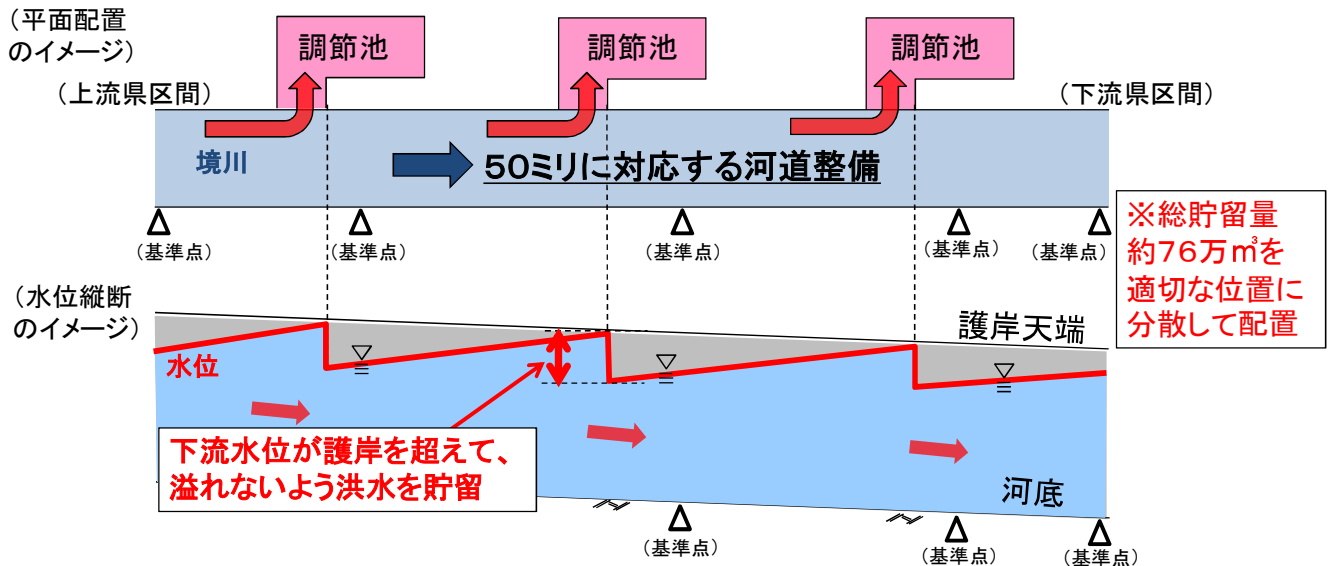 （平面配置
のイメージ）
調節池
調節池
調節池
（上流県区間）
（下流県区間）
境川
５０ミリに対応する河道整備
（基準点）
（基準点）
（基準点）
（基準点）
（基準点）
※総貯留量
約７６万㎥を
適切な位置に
分散して配置
（水位縦断
のイメージ）
護岸天端
水位
下流水位が護岸を超えて、
溢れないよう洪水を貯留
河底
（基準点）
（基準点）
（基準点）